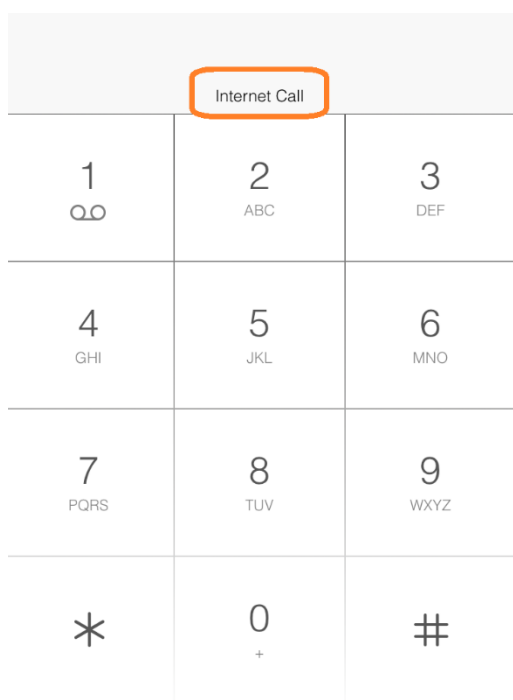 Internet Call
1 2 3
ABC DEF
4 5 6
GHI JKL MNO
7 8 9
PQRS TUV WXYZ
* 0 #
+